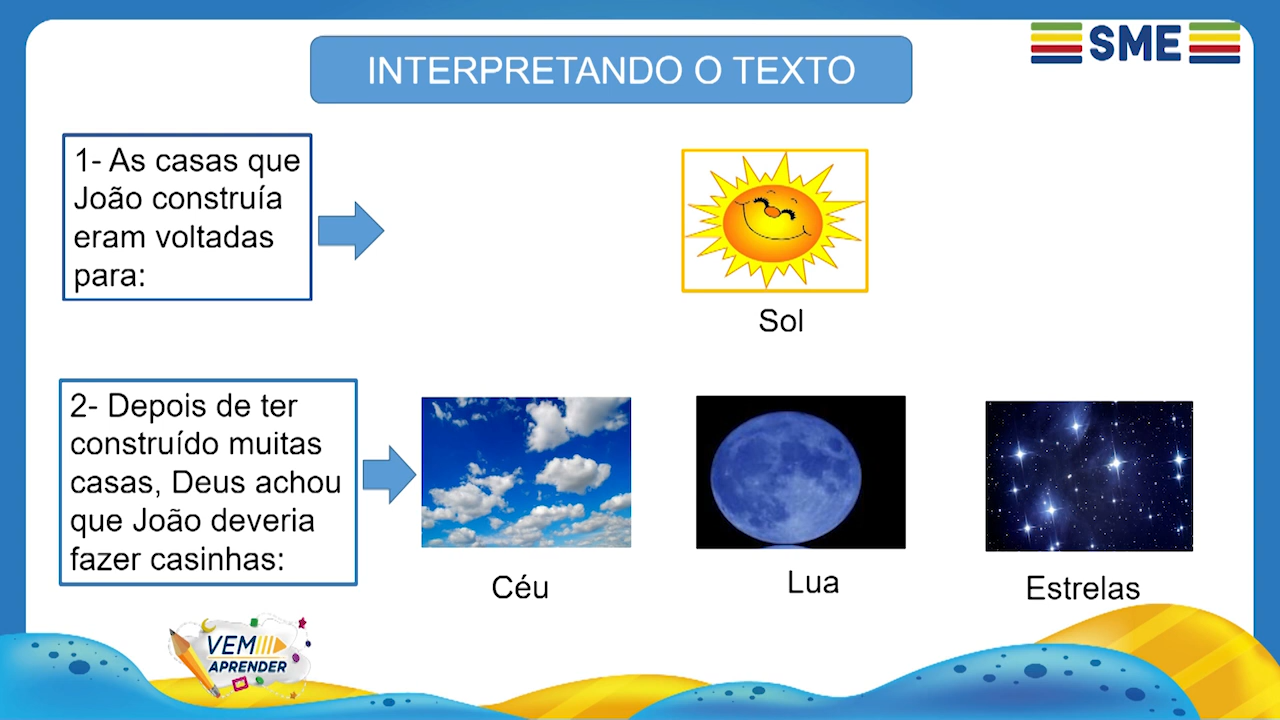 SME
INTERPRETANDO O TEXTO
1- As casas que
João construía
eram voltadas
para:
Sol
2- Depois de ter
construído muitas
casas, Deus achou
que João deveria
fazer casinhas:
Céu
Lua
Estrelas
VEM
APRENDER